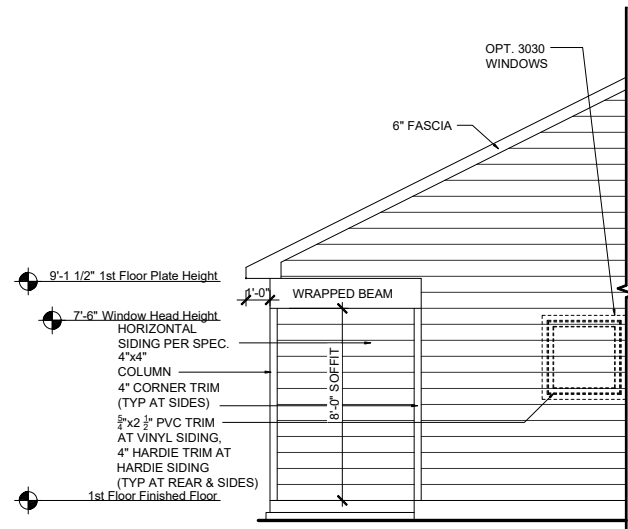 OPT. 3030
WINDOWS
6" FASCIA
9'-1 1/2" 1st Floor Plate Height
1'-0"
WRAPPED BEAM
7'-6" Window Head Height
HORIZONTAL
SIDING PER SPEC.
4"x4"
COLUMN
4" CORNER TRIM
(TYP AT SIDES)
5/4"x2 1/2" PVC TRIM
AT VINYL SIDING,
4" HARDIE TRIM AT
HARDIE SIDING
(TYP AT REAR & SIDES)
8'-0" SOFFIT
1st Floor Finished Floor